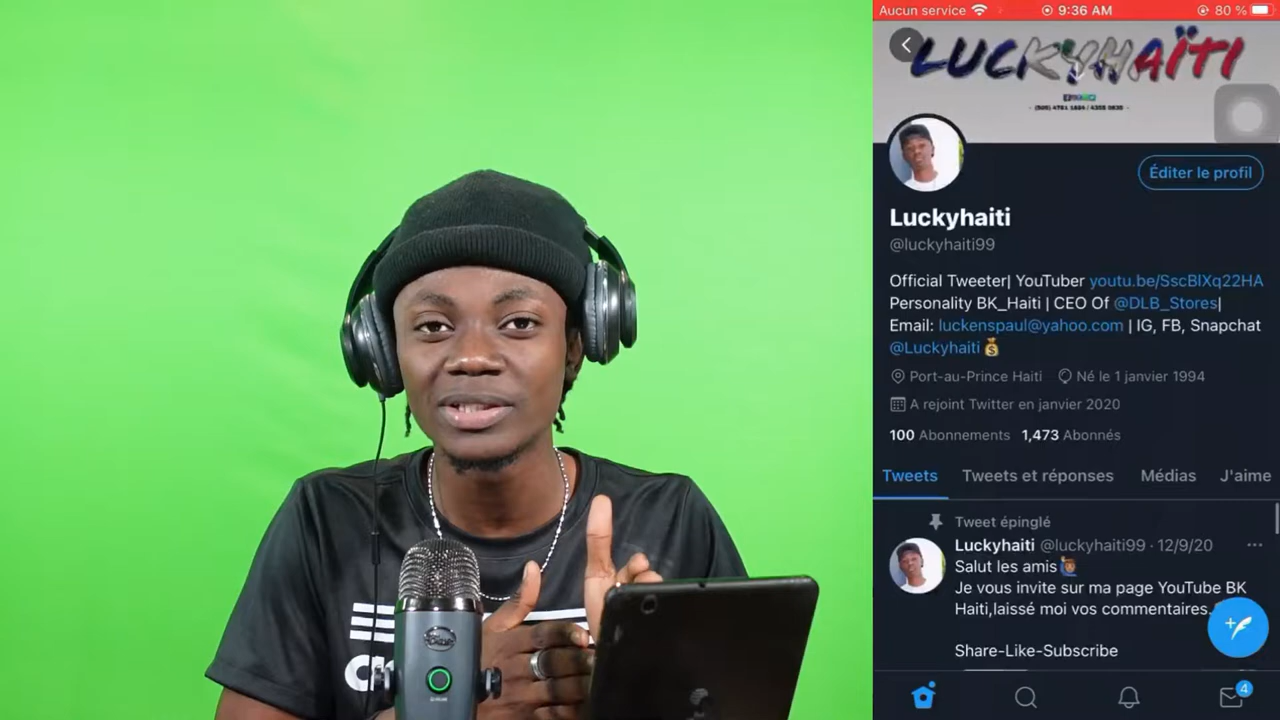 Aucun service
9:36 AM
80 %
LUCKYHAÏTI
Éditer le profil
Luckyhaiti
@luckyhaiti99
Official Tweeter| YouTuber youtu.be/SscBIXq22HA
Personality BK_Haiti | CEO Of @DLB_Stores|
Email: luckenspaul@yahoo.com | IG, FB, Snapchat
@Luckyhaiti
Port-au-Prince Haiti
Né le 1 janvier 1994
A rejoint Twitter en janvier 2020
100 Abonnements 1,473 Abonnés
Tweets Tweets et réponses Médias J'aime
Tweet épinglé
Luckyhaiti @luckyhaiti99 · 12/9/20
Salut les amis
Je vous invite sur ma page YouTube BK
Haiti,laissé moi vos commentaires.
Share-Like-Subscribe
4